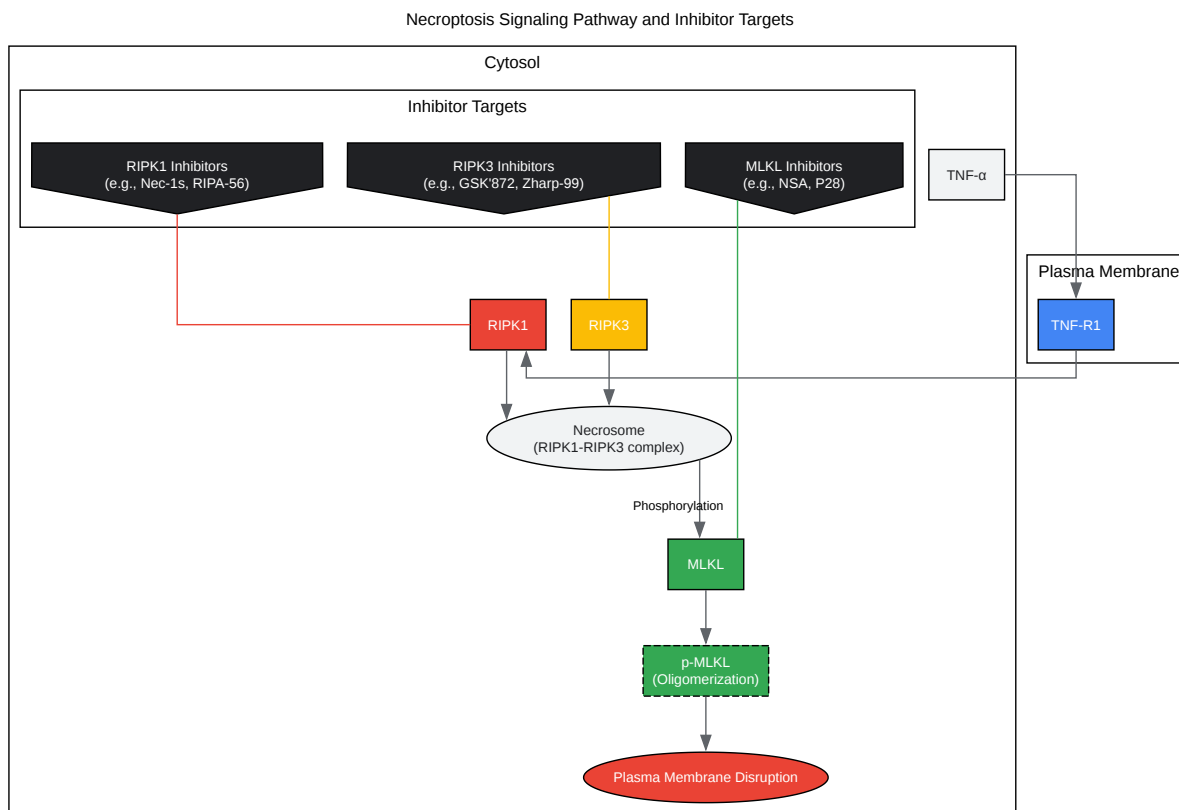 Necroptosis Signaling Pathway and Inhibitor Targets
Cytosol
Inhibitor Targets
RIPK1 Inhibitors
(e.g., Nec-1s, RIPA-56)
RIPK3 Inhibitors
(e.g., GSK'872, Zharp-99)
MLKL Inhibitors
(e.g., NSA, P28)
TNF-α
Plasma Membrane
RIPK1
RIPK3
TNF-R1
Necrosome
(RIPK1-RIPK3 complex)
Phosphorylation
MLKL
p-MLKL
(Oligomerization)
Plasma Membrane Disruption